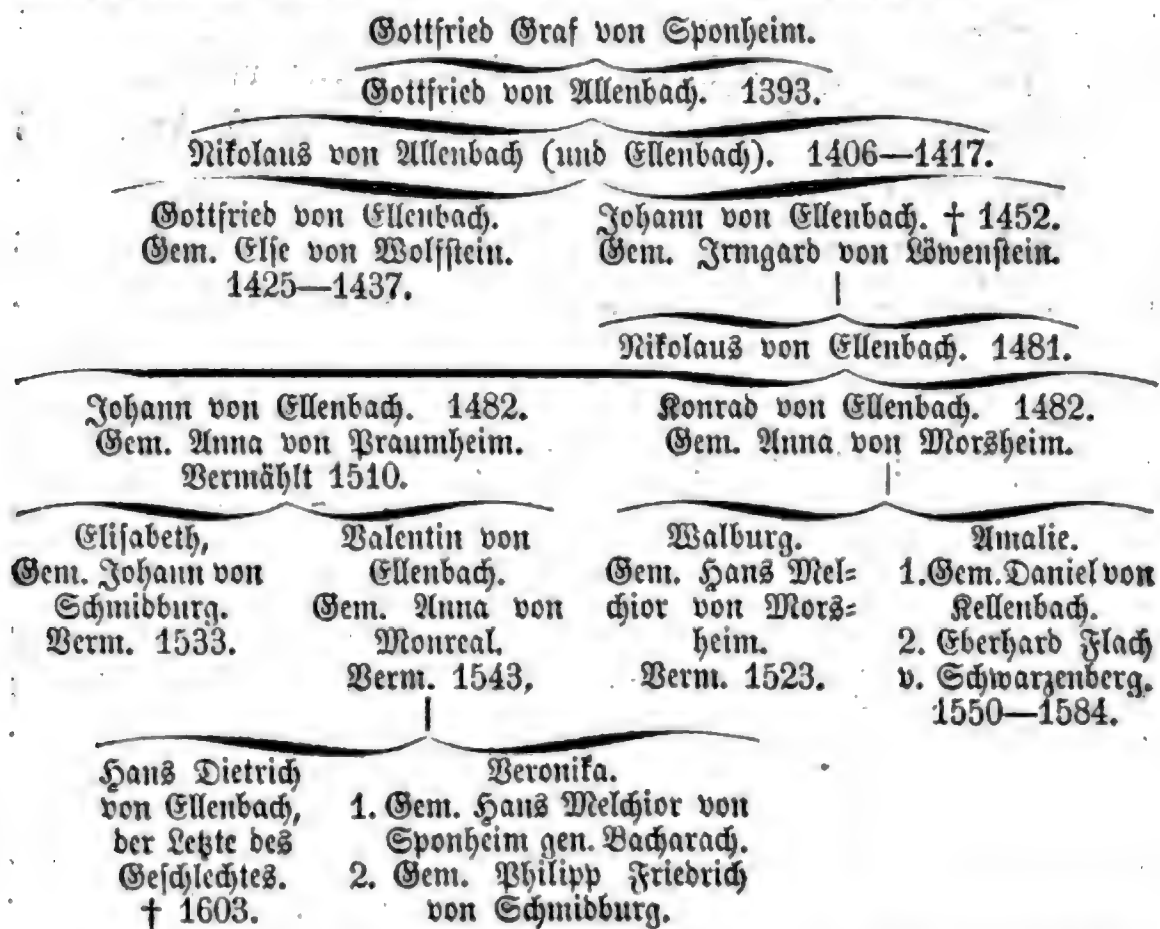 Gottfried Graf von Sponheim.
Gottfried von Allenbach. 1393.
Nikolaus von Allenbach (und Ellenbach). 1406—1417.
Gottfried von Ellenbach.
Gem. Else von Wolfstein.
1425—1437.
Johann von Ellenbach. † 1452.
Gem. Irmgard von Löwenstein.
Nikolaus von Ellenbach. 1481.
Johann von Ellenbach. 1482.
Gem. Anna von Praumheim.
Vermählt 1510.
Konrad von Ellenbach. 1482.
Gem. Anna von Morsheim.
Elisabeth,
Gem. Johann von
Schmidburg.
Verm. 1533.
Valentin von
Ellenbach.
Gem. Anna von
Monreal.
Verm. 1543.
Walburg.
Gem. Hans Mel-
chior von Mors-
heim.
Verm. 1523.
Amalie.
1. Gem. Daniel von
Kellenbach.
2. Eberhard Flach
v. Schwarzenberg.
1550—1584.
Hans Dietrich
von Ellenbach,
der Letzte des
Geschlechtes.
† 1603.
Veronika.
1. Gem. Hans Melchior von
Sponheim gen. Bacharach.
2. Gem. Philipp Friedrich
von Schmidburg.